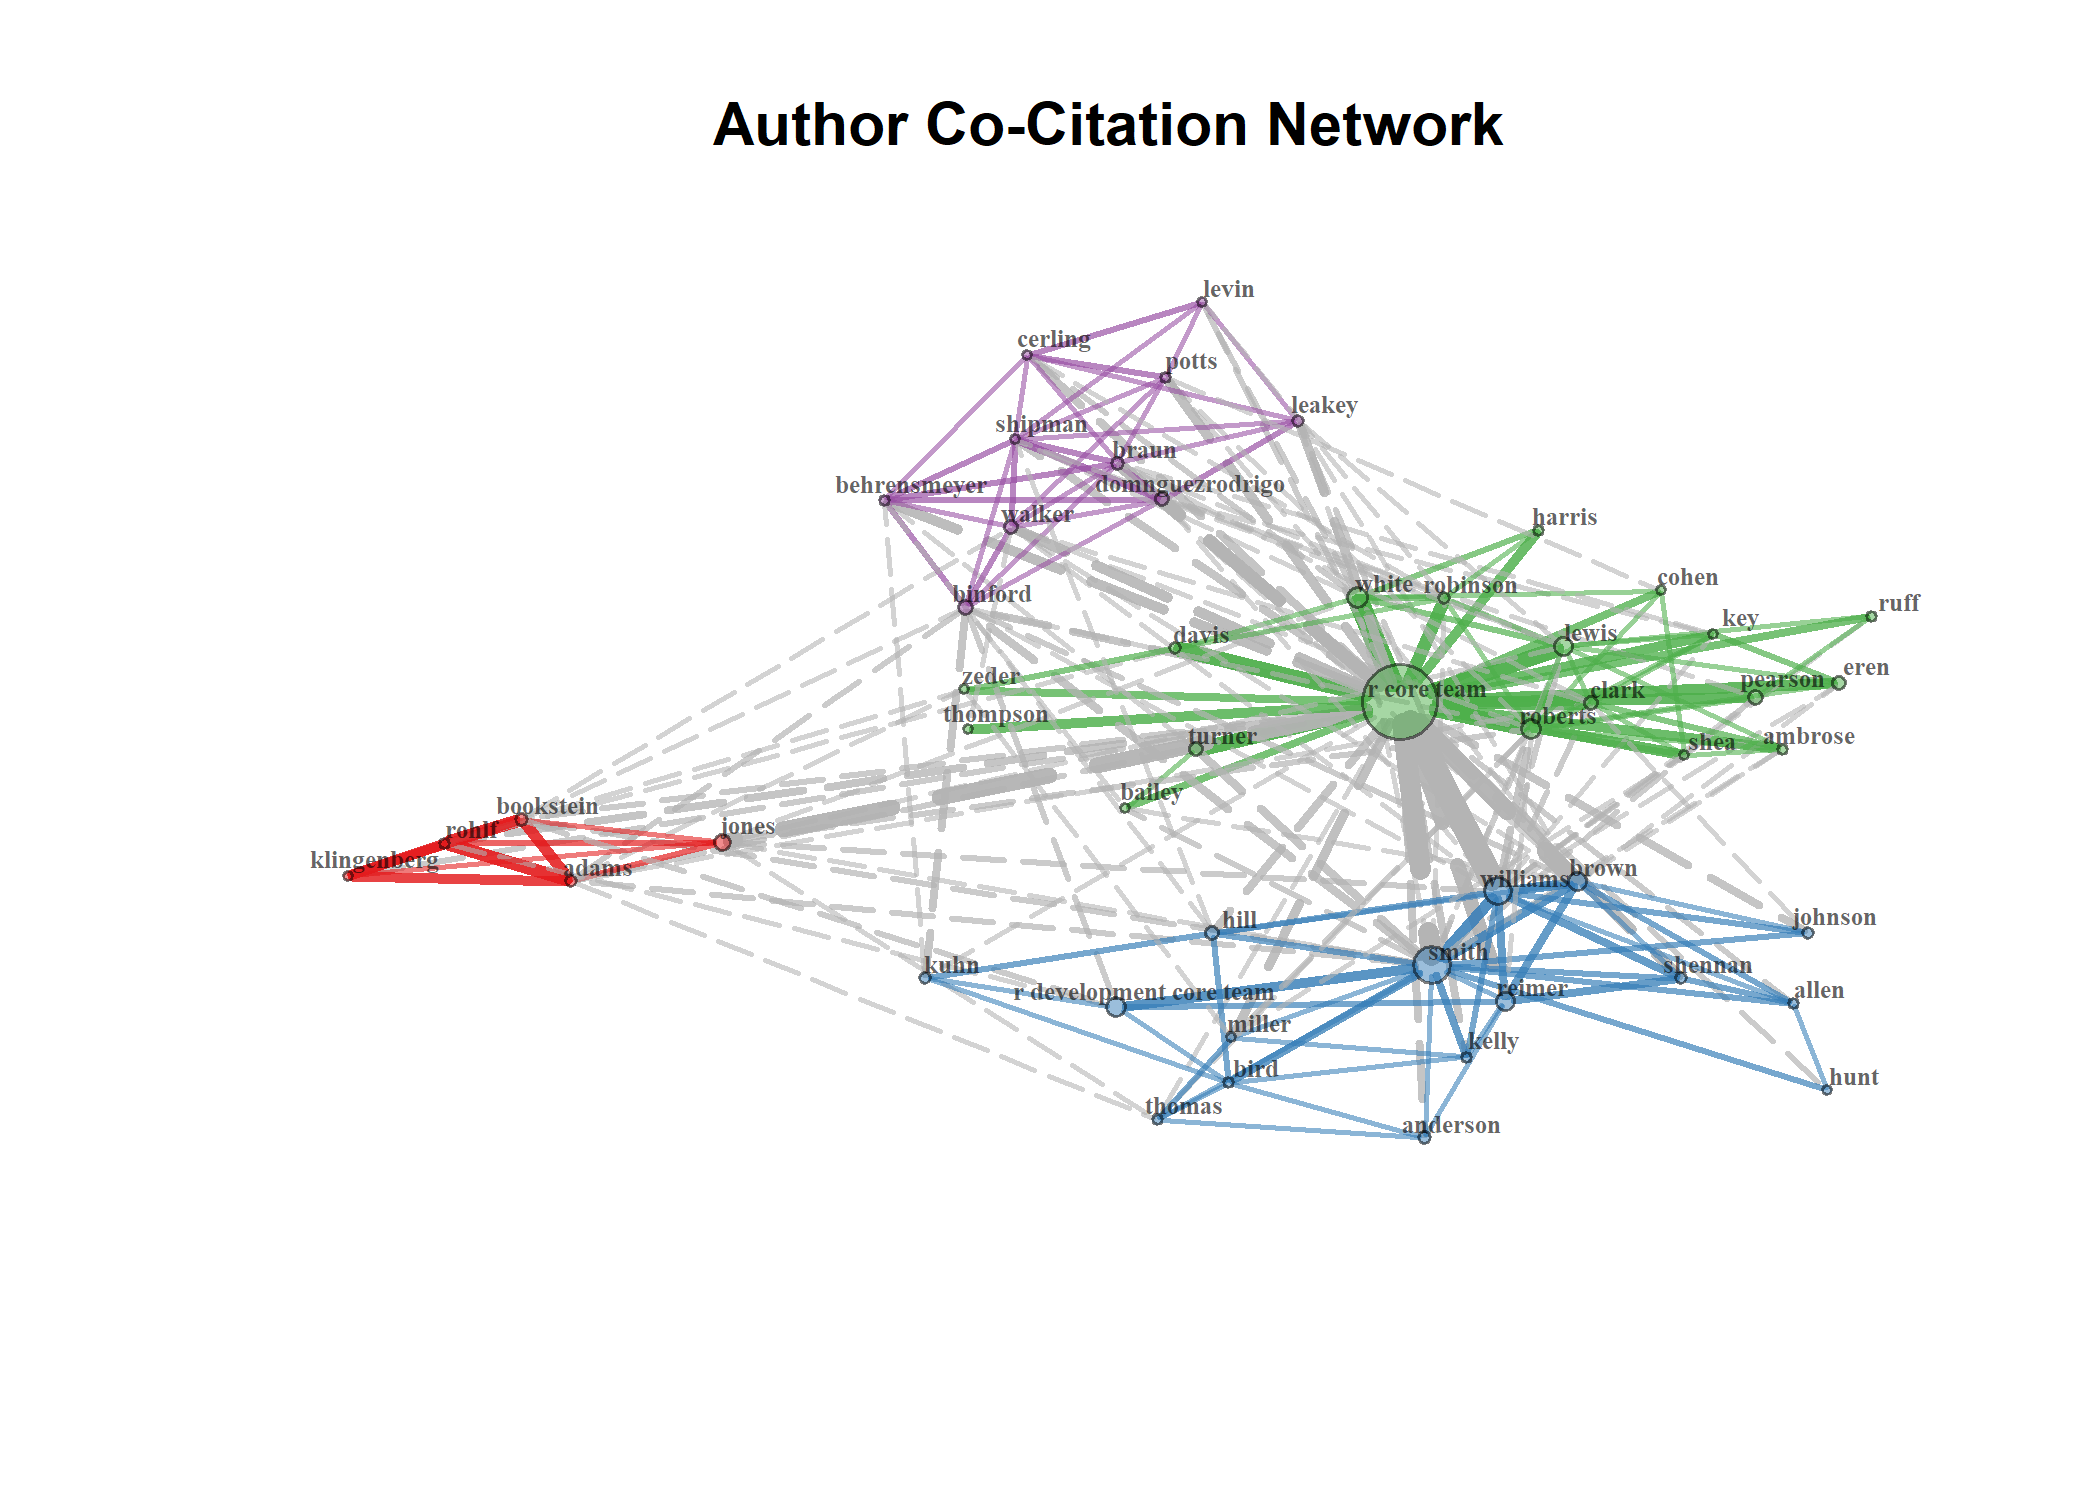 Author Co-Citation Network
levin
cerling
potts
leakey
shipman
braun
behrensmeyer
domnguezrodrigo
walker
harris
binford
white
robinson
cohen
key
ruff
davis
lewis
zeder
r core team
clark
pearson
eren
thompson
turner
roberts
shea
ambrose
bailey
bookstein
rohlf
jones
klingenberg
adams
williams
brown
hill
johnson
kuhn
smith
shennan
r development core team
reimer
allen
miller
kelly
bird
hunt
thomas
anderson